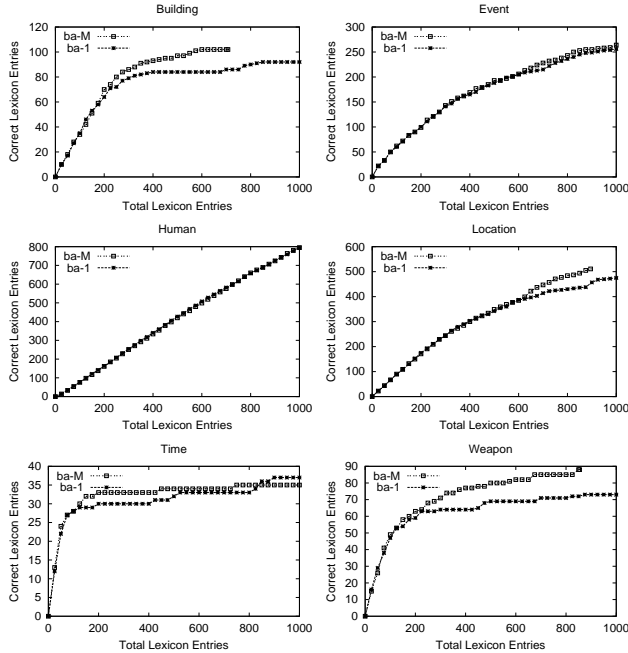 Building
Correct Lexicon Entries
120
100
80
60
40
20
0
ba-M
ba-1
0 200 400 600 800 1000
Total Lexicon Entries
Event
Correct Lexicon Entries
300
250
200
150
100
50
0
ba-M
ba-1
0 200 400 600 800 1000
Total Lexicon Entries
Human
Correct Lexicon Entries
800
700
600
500
400
300
200
100
0
ba-M
ba-1
0 200 400 600 800 1000
Total Lexicon Entries
Location
Correct Lexicon Entries
600
500
400
300
200
100
0
ba-M
ba-1
0 200 400 600 800 1000
Total Lexicon Entries
Time
Correct Lexicon Entries
40
35
30
25
20
15
10
5
0
ba-M
ba-1
0 200 400 600 800 1000
Total Lexicon Entries
Weapon
Correct Lexicon Entries
90
80
70
60
50
40
30
20
10
0
ba-M
ba-1
0 200 400 600 800 1000
Total Lexicon Entries